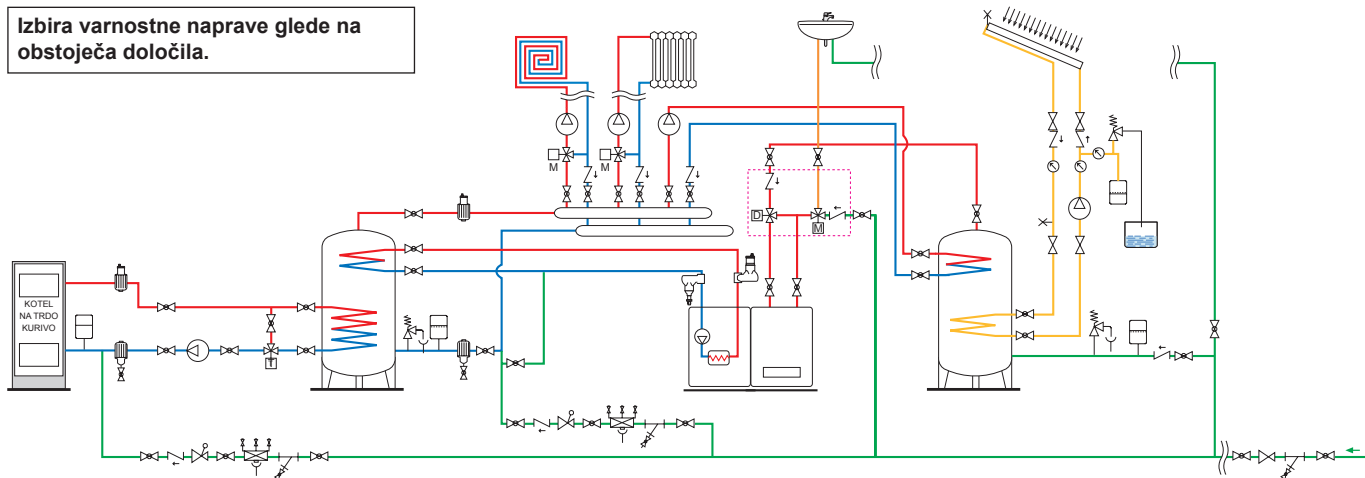 Izbira varnostne naprave glede na
obstoječa določila.
M
M
D
M
KOTEL
NA TRDO
KURIVO
T